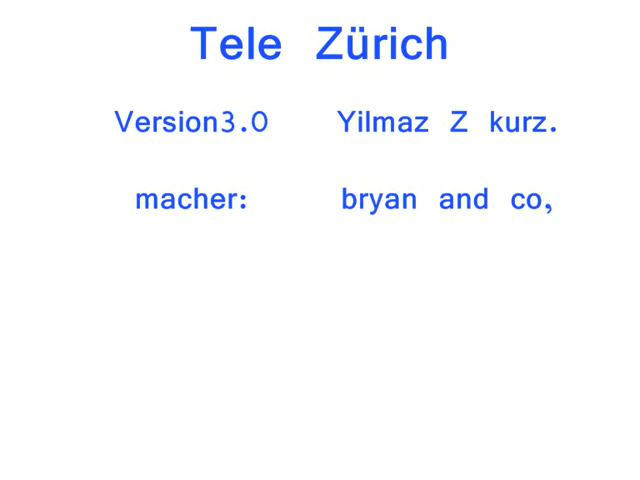 Tele Zürich
Version3.0 Yilmaz Z kurz.
macher: bryan and co,